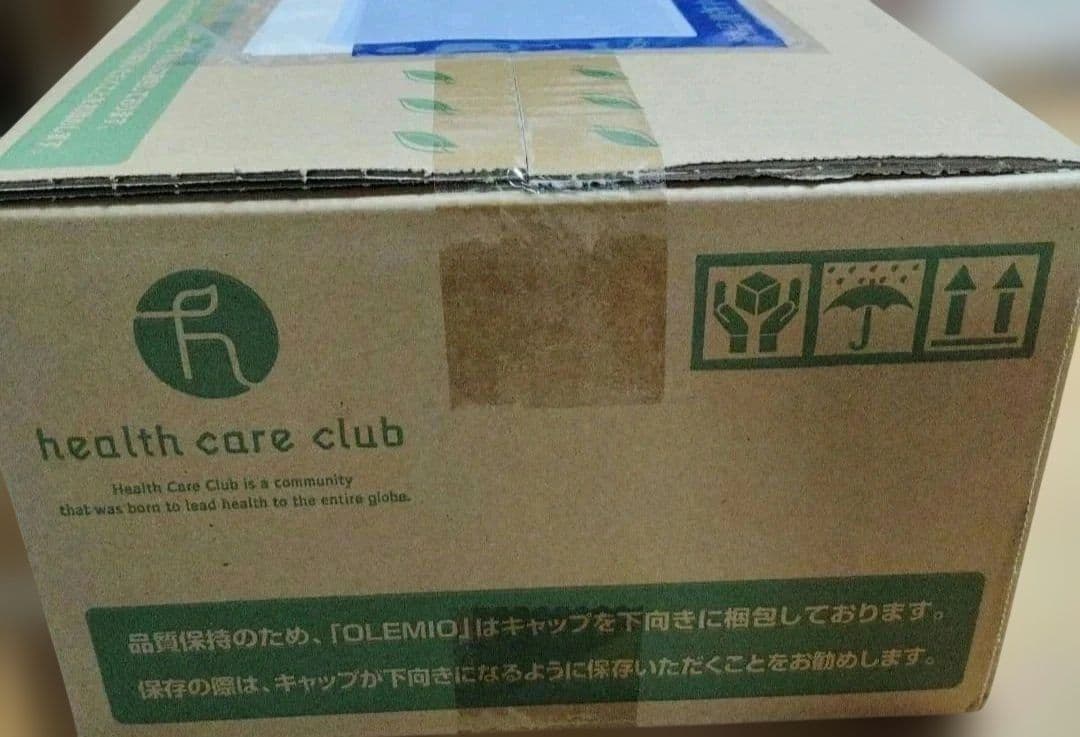 health care club
Health Care Club is a community
that was born to lead health to the entire globe.
品質保持のため、「OLEMIO」はキャップを下向きに梱包しております。
保存の際は、キャップが下向きになるように保存いただくことをお勧めします。